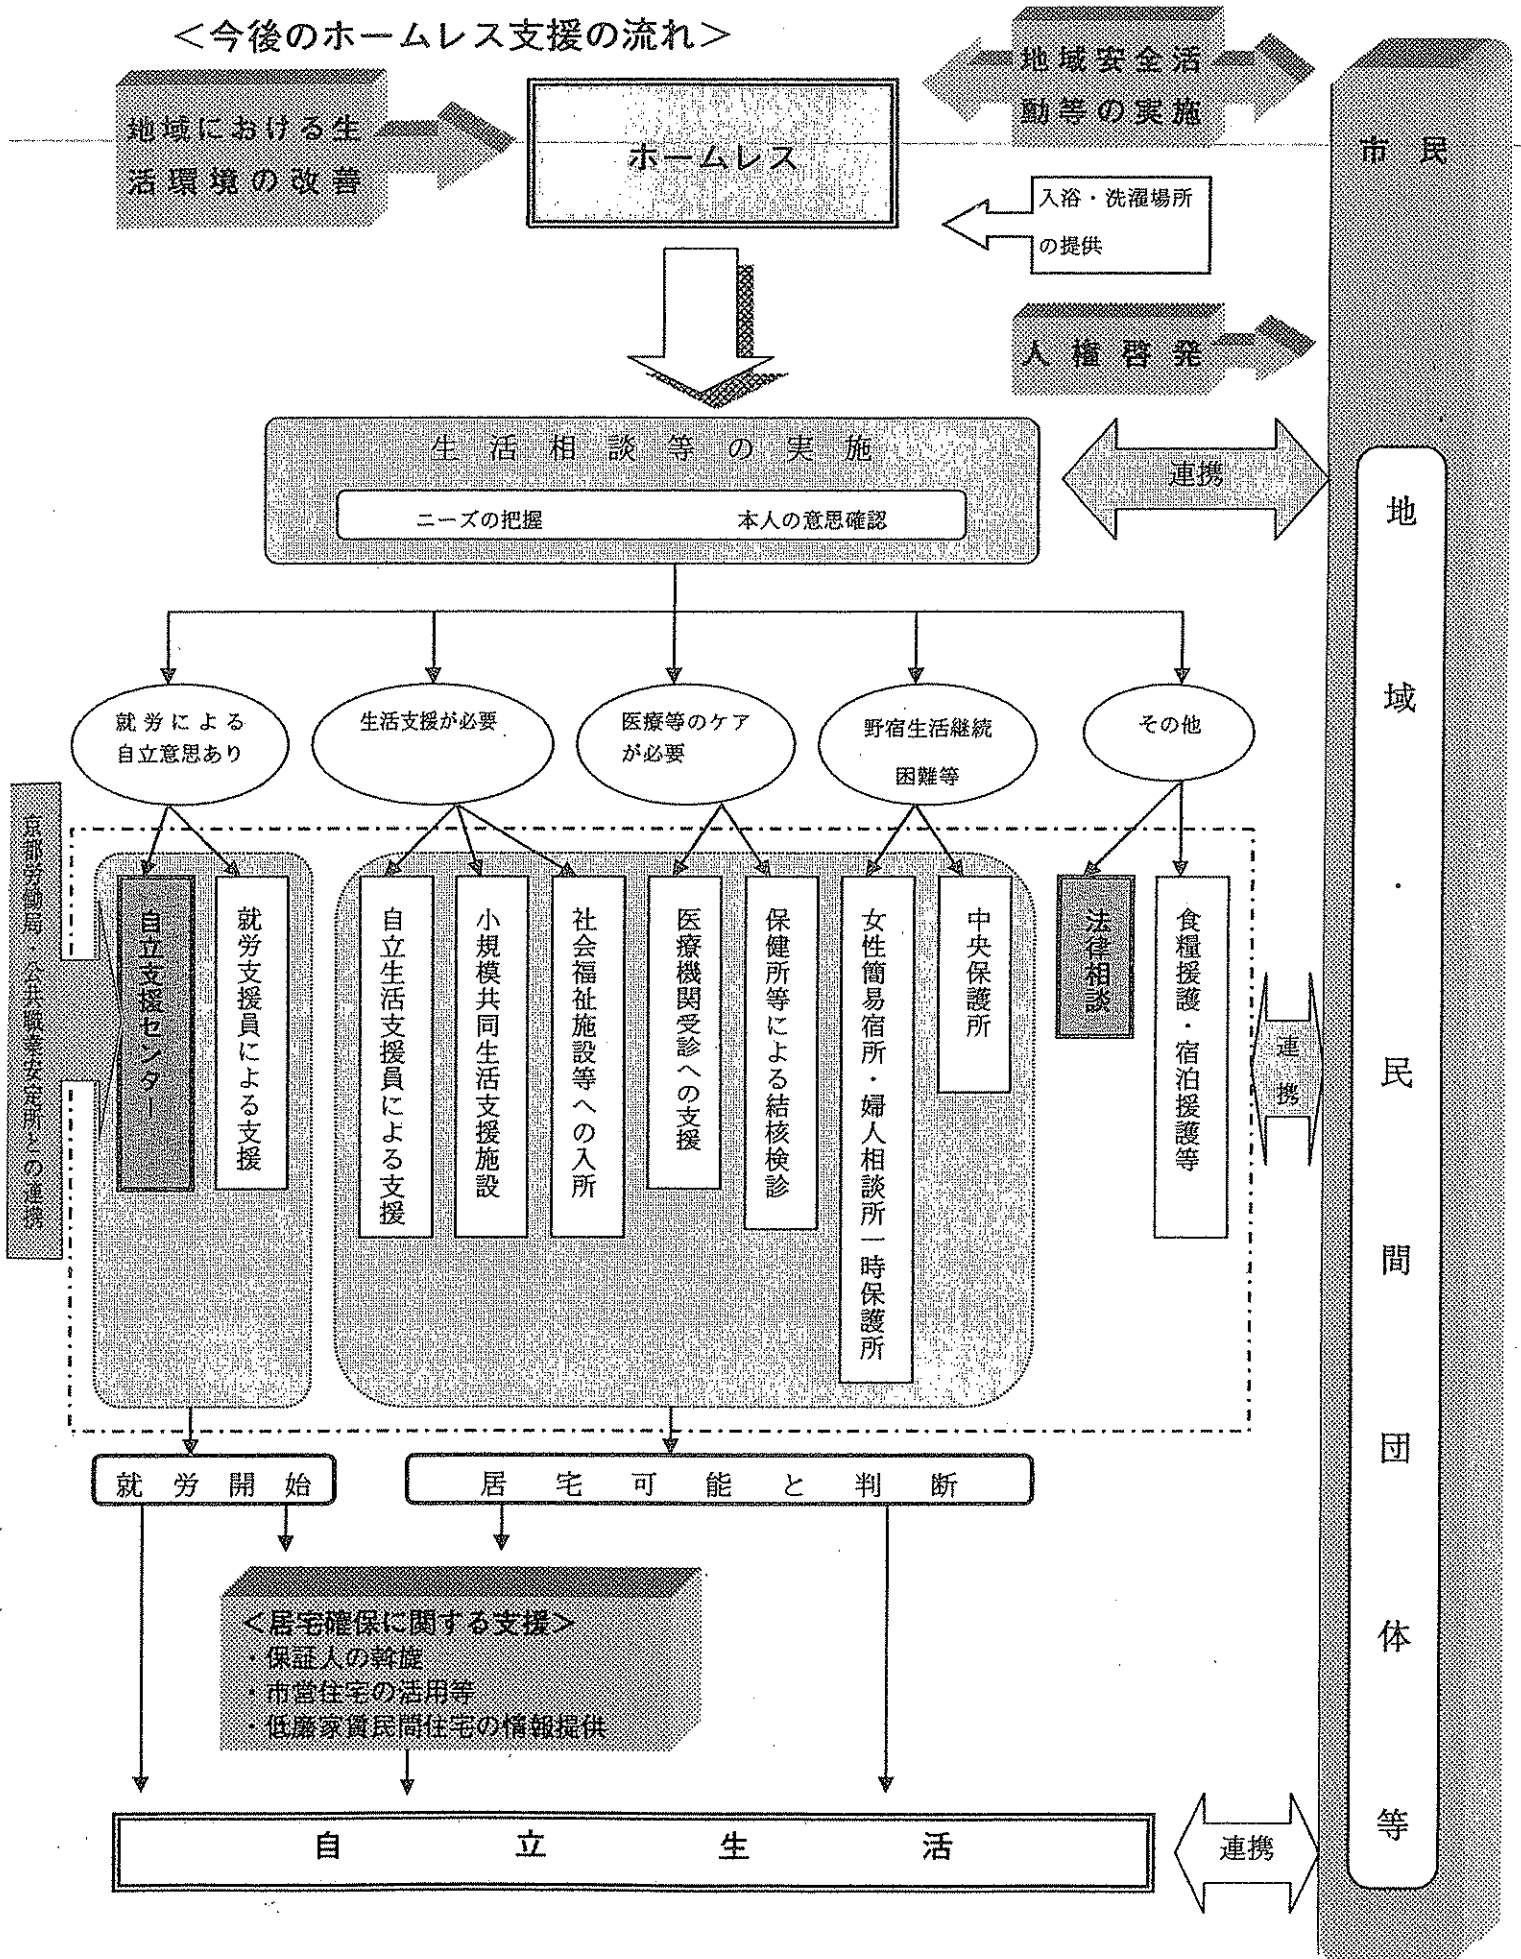 ＜今後のホームレス支援の流れ＞
地域における生
活環境の改善
ホームレス
地域安全活
動等の実施
市民
入浴・洗濯場所
の提供
人権啓発
生活相談等の実施
ニーズの把握
本人の意思確認
連携
地域・民間団体等
就労による
自立意思あり
生活支援が必要
医療等のケア
が必要
野宿生活継続
困難等
その他
京都労働局・公共職業安定所との連携
自立支援センター
就労支援員による支援
自立生活支援員による支援
小規模共同生活支援施設
社会福祉施設等への入所
医療機関受診への支援
保健所等による結核検診
女性簡易宿所・婦人相談所一時保護所
中央保護所
法律相談
食糧援護・宿泊援護等
連携
就労開始
居宅可能と判断
＜居宅確保に関する支援＞
・保証人の斡旋
・市営住宅の活用等
・低廉家賃民間住宅の情報提供
自立生活
連携